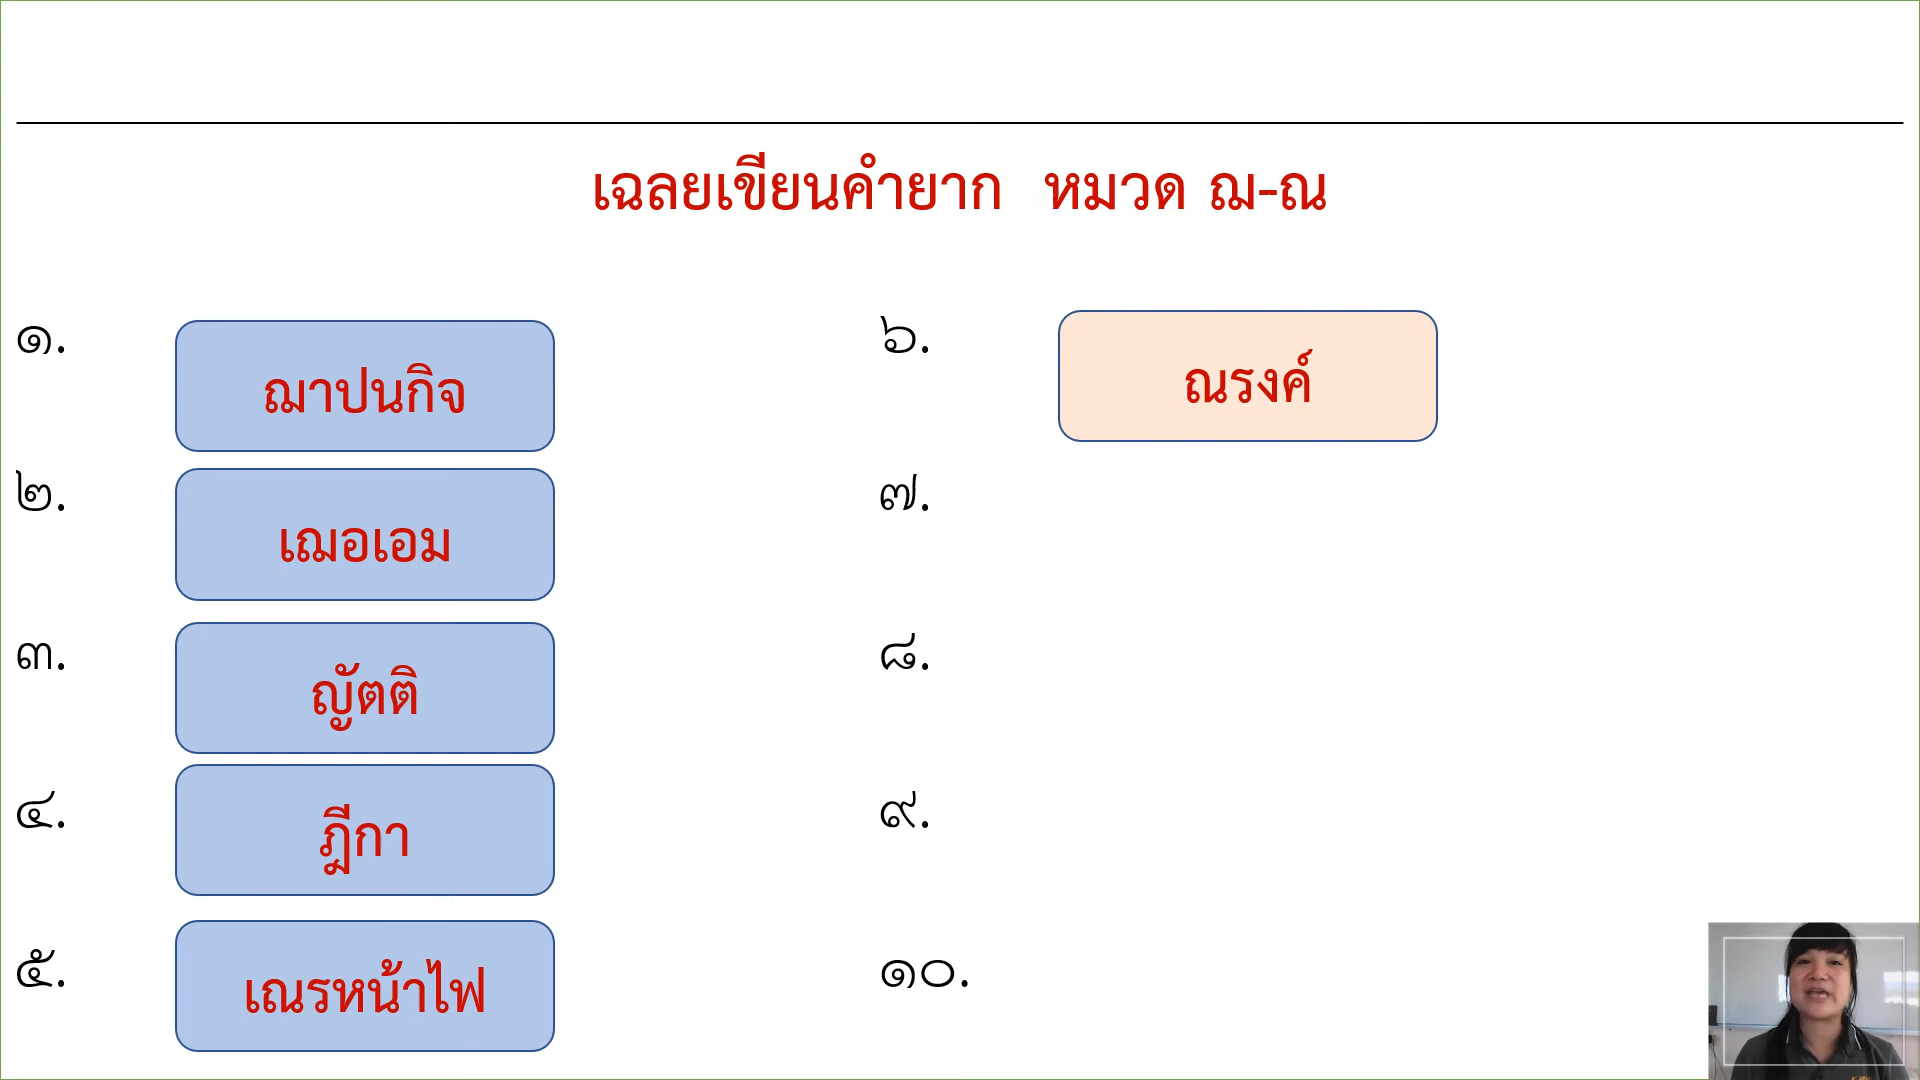 เฉลยเขียนคำยาก หมวด ฌ-ณ
๑. ฌาปนกิจ
๒. เฌอเอม
๓. ญัตติ
๔. ฎีกา
๕. เณรหน้าไฟ
๖. ณรงค์
๗.
๘.
๙.
๑๐.